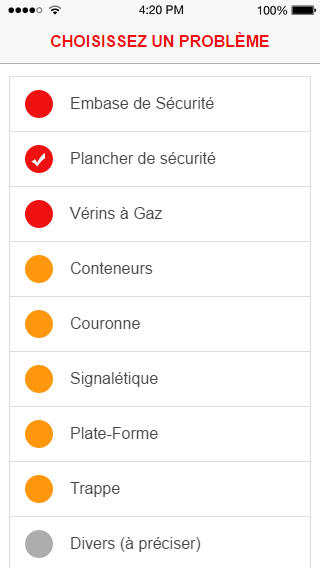 4:20 PM
100%
CHOISISSEZ UN PROBLÈME
Embase de Sécurité
Plancher de sécurité
Vérins à Gaz
Conteneurs
Couronne
Signalétique
Plate-Forme
Trappe
Divers (à préciser)